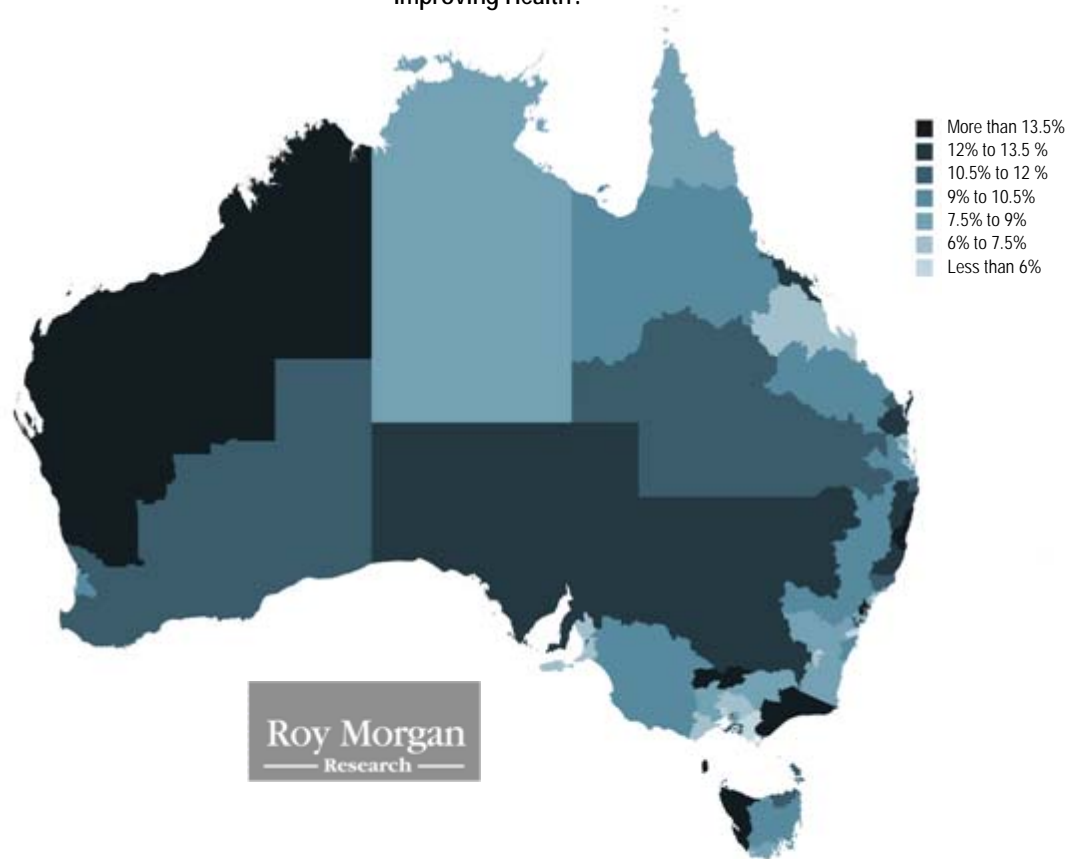 Improving Health?
More than 13.5%
12% to 13.5 %
10.5% to 12 %
9% to 10.5%
7.5% to 9%
6% to 7.5%
Less than 6%
Roy Morgan
Research